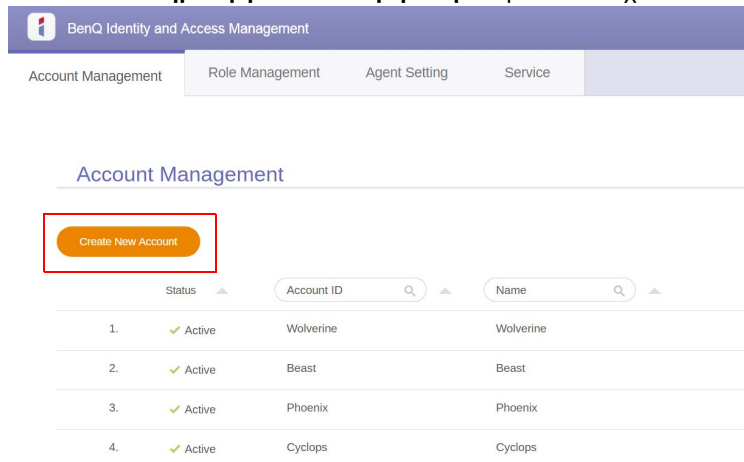 BenQ Identity and Access Management
Account Management Role Management Agent Setting Service
Account Management
Create New Account
Status Account ID Name
1. Active Wolverine Wolverine
2. Active Beast Beast
3. Active Phoenix Phoenix
4. Active Cyclops Cyclops